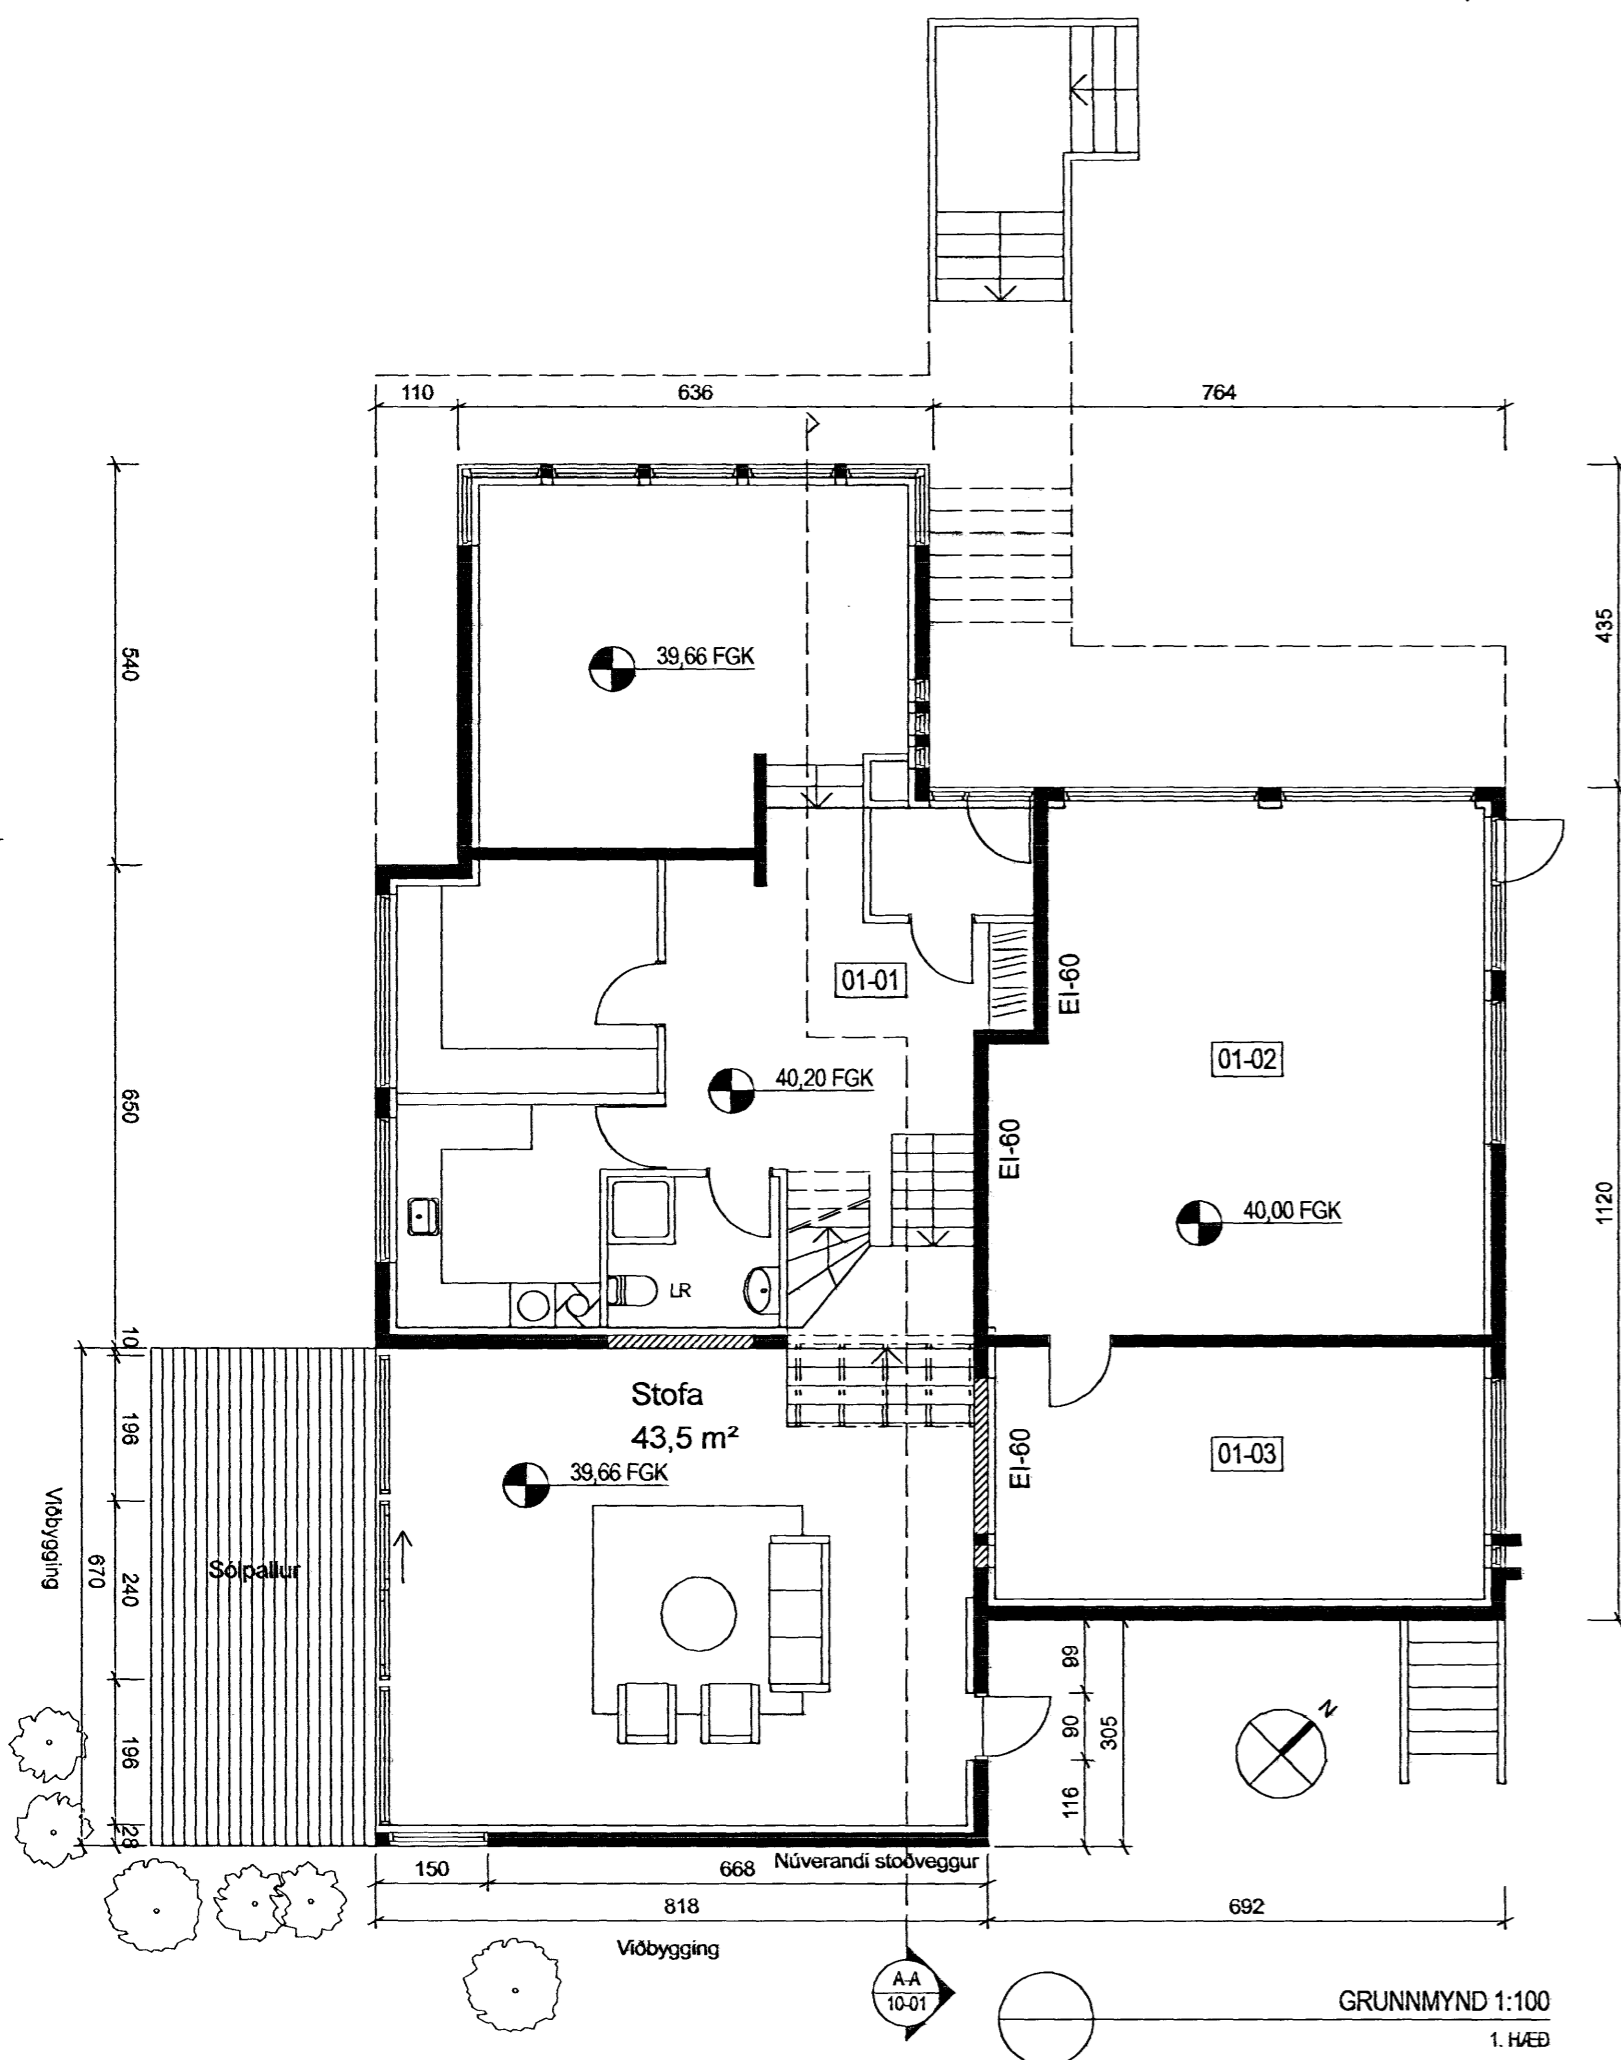 110
636
764
540
435
39,66 FGK
01-01
EI-60
01-02
40,20 FGK
650
EI-60
1120
40,00 FGK
LR
10
Stofa
43,5 m²
39,66 FGK
196
EI-60
01-03
Viðbygging
670
240
Sólpallur
99
90
305
N
196
116
28
150
668
Núverandi stoðveggur
818
692
Viðbygging
A-A
10-01
GRUNNMYND 1:100
1. HÆÐ